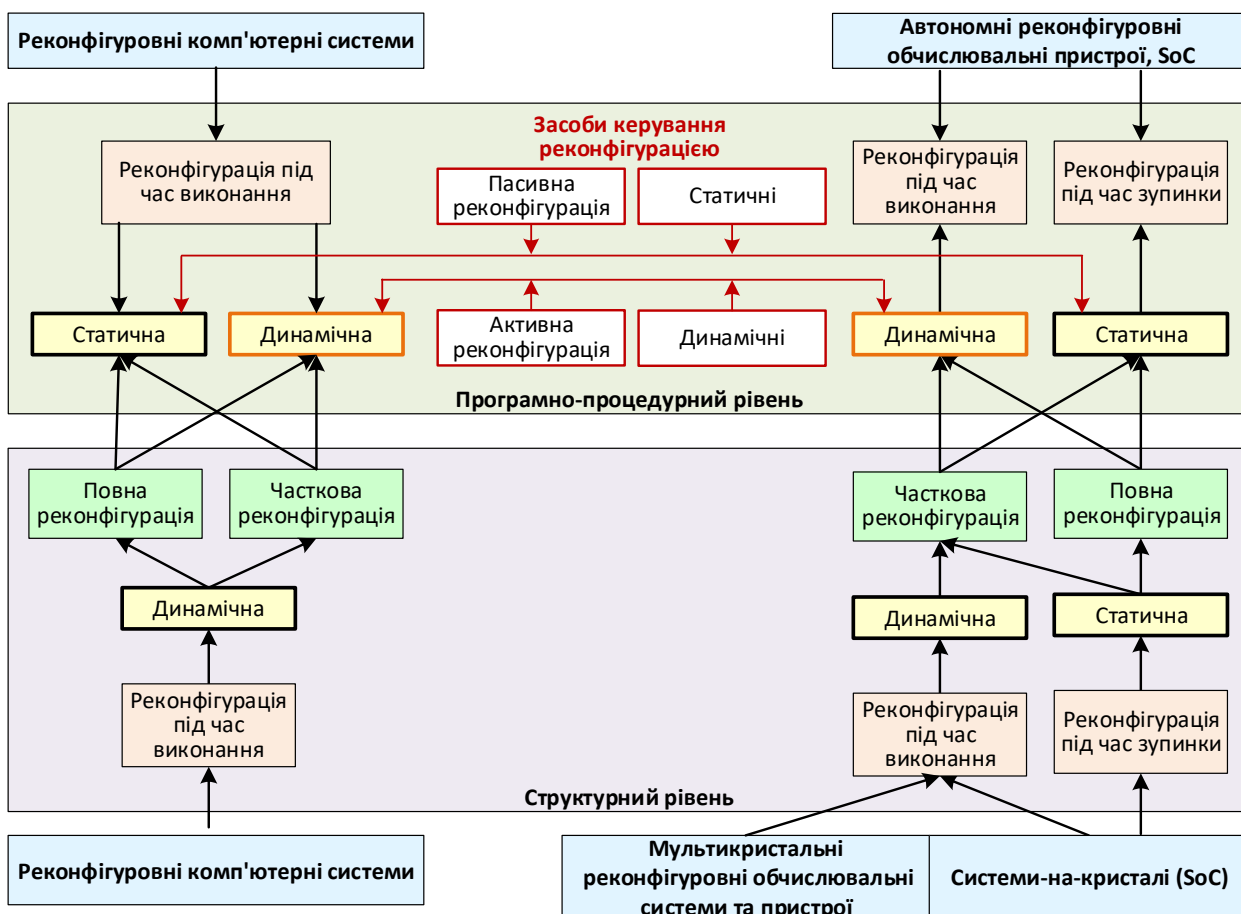 Реконфігуровні комп'ютерні системи
Автономні реконфігуровні
обчислювальні пристрої, SoC
Засоби керування
реконфігурацією
Реконфігурація під
час виконання
Пасивна
реконфігурація
Статичні
Реконфігурація
під час
виконання
Реконфігурація
під час зупинки
Статична
Динамічна
Активна
реконфігурація
Динамічні
Динамічна
Статична
Програмно-процедурний рівень
Повна
реконфігурація
Часткова
реконфігурація
Часткова
реконфігурація
Повна
реконфігурація
Динамічна
Динамічна
Статична
Реконфігурація
під час
виконання
Реконфігурація
під час
виконання
Реконфігурація
під час зупинки
Структурний рівень
Реконфігуровні комп'ютерні системи
Мультикристальні
реконфігуровні обчислювальні
системи та пристрої
Системи-на-кристалі (SoC)